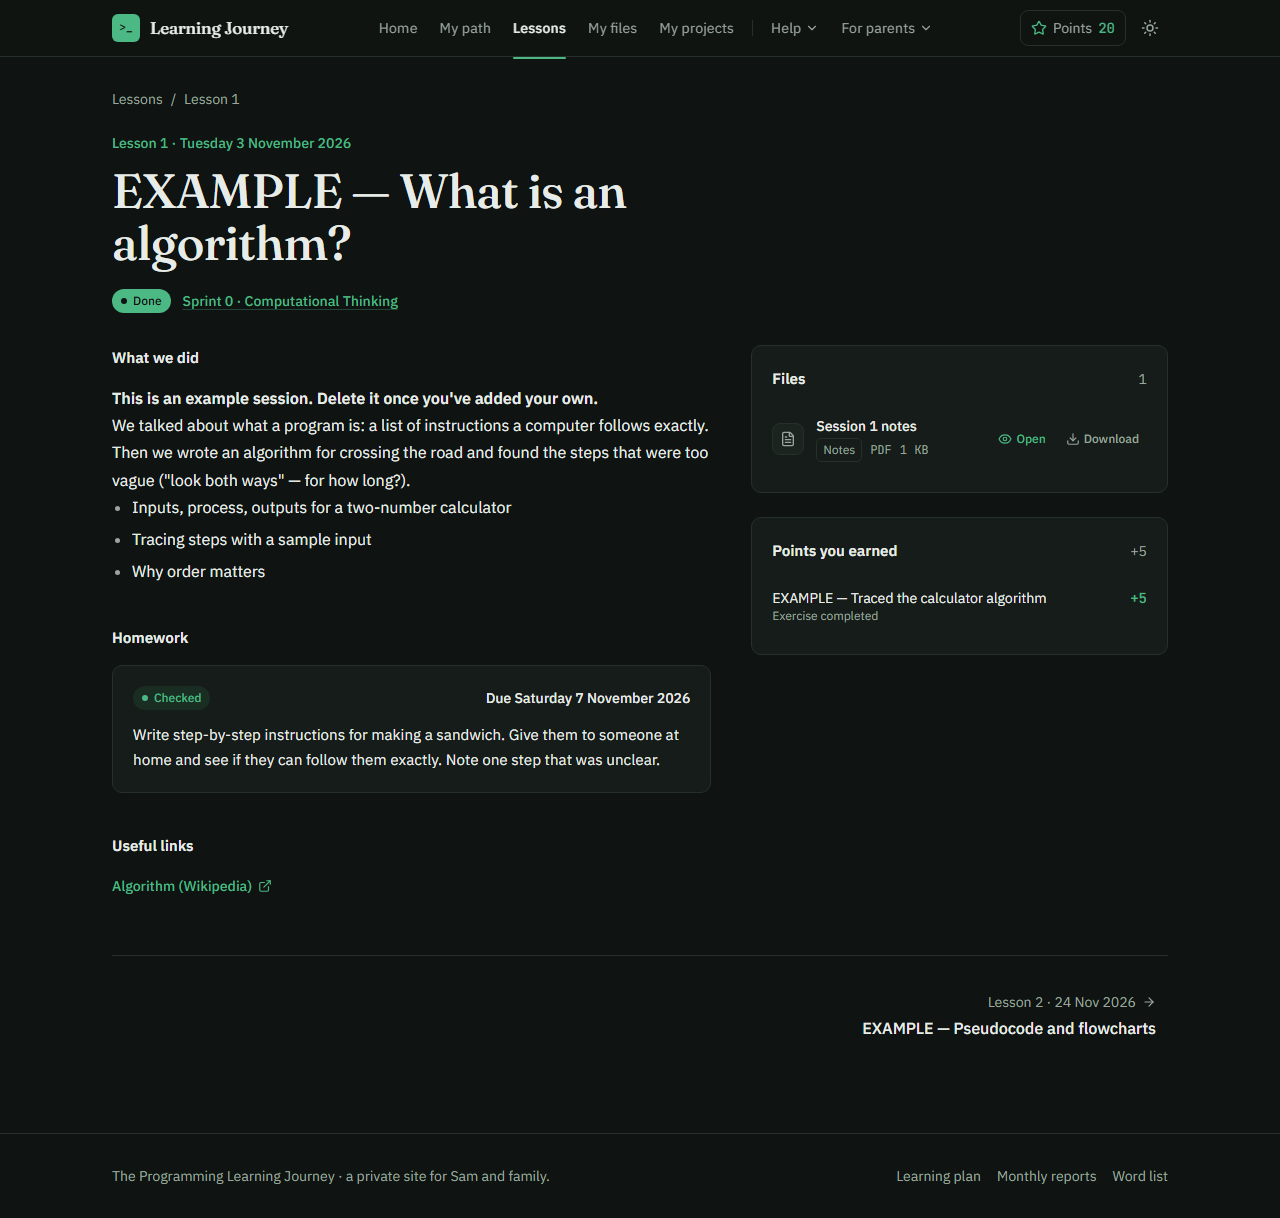 >_ Learning Journey
Home My path Lessons My files My projects Help For parents Points 20
Lessons / Lesson 1
Lesson 1 · Tuesday 3 November 2026
EXAMPLE — What is an
algorithm?
Done Sprint 0 · Computational Thinking
What we did
This is an example session. Delete it once you've added your own.
We talked about what a program is: a list of instructions a computer follows exactly.
Then we wrote an algorithm for crossing the road and found the steps that were too
vague ("look both ways" — for how long?).
• Inputs, process, outputs for a two-number calculator
• Tracing steps with a sample input
• Why order matters
Homework
Checked Due Saturday 7 November 2026
Write step-by-step instructions for making a sandwich. Give them to someone at
home and see if they can follow them exactly. Note one step that was unclear.
Useful links
Algorithm (Wikipedia)
Files 1
Session 1 notes
Notes PDF 1 KB Open Download
Points you earned +5
EXAMPLE — Traced the calculator algorithm +5
Exercise completed
Lesson 2 · 24 Nov 2026 →
EXAMPLE — Pseudocode and flowcharts
The Programming Learning Journey · a private site for Sam and family. Learning plan Monthly reports Word list